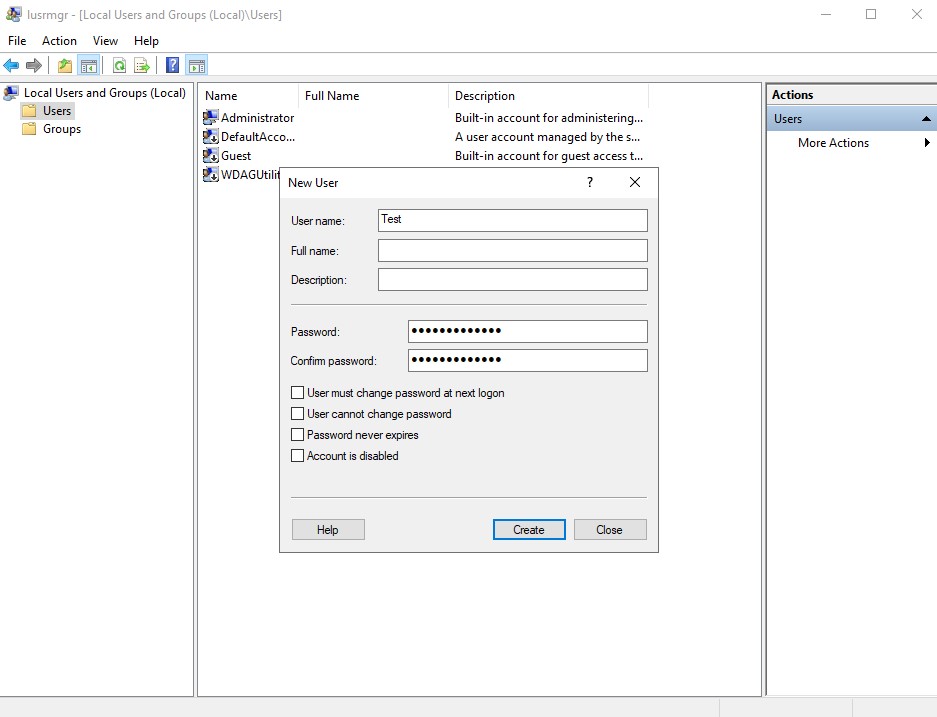 lusrmgr - [Local Users and Groups (Local)\Users]
File Action View Help
Local Users and Groups (Local)
Users
Groups
Name Full Name Description
Administrator Built-in account for administering...
DefaultAcco... A user account managed by the s...
Guest Built-in account for guest access t...
WDAGUtilit
Actions
Users
More Actions
New User ?
User name: Test
Full name:
Description:
Password: •••••••••••••
Confirm password: •••••••••••••
User must change password at next logon
User cannot change password
Password never expires
Account is disabled
Help Create Close